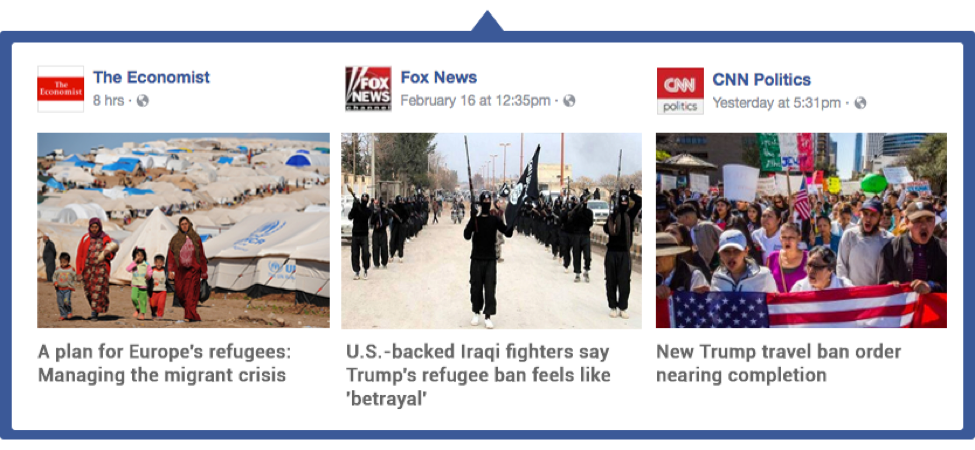 The Economist
The
Economist
8 hrs
A plan for Europe's refugees:
Managing the migrant crisis
FOX
NEWS
channel
Fox News
February 16 at 12:35pm
U.S.-backed Iraqi fighters say
Trump's refugee ban feels like
'betrayal'
CNN
politics
CNN Politics
Yesterday at 5:31pm
New Trump travel ban order
nearing completion